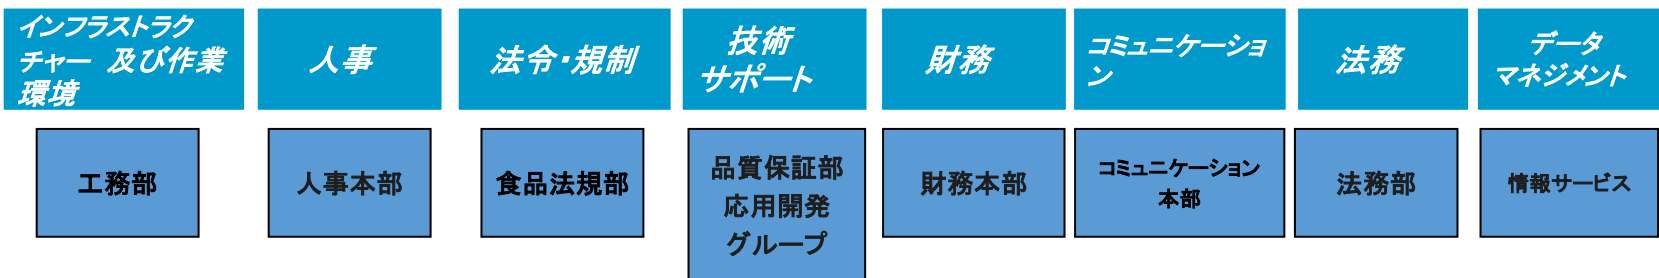 インフラストラク
チャー 及び作業
環境
人事
法令・規制
技術
サポート
財務
コミュニケーショ
ン
法務
データ
マネジメント
工務部
人事本部
食品法規部
品質保証部
応用開発
グループ
財務本部
コミュニケーション
本部
法務部
情報サービス